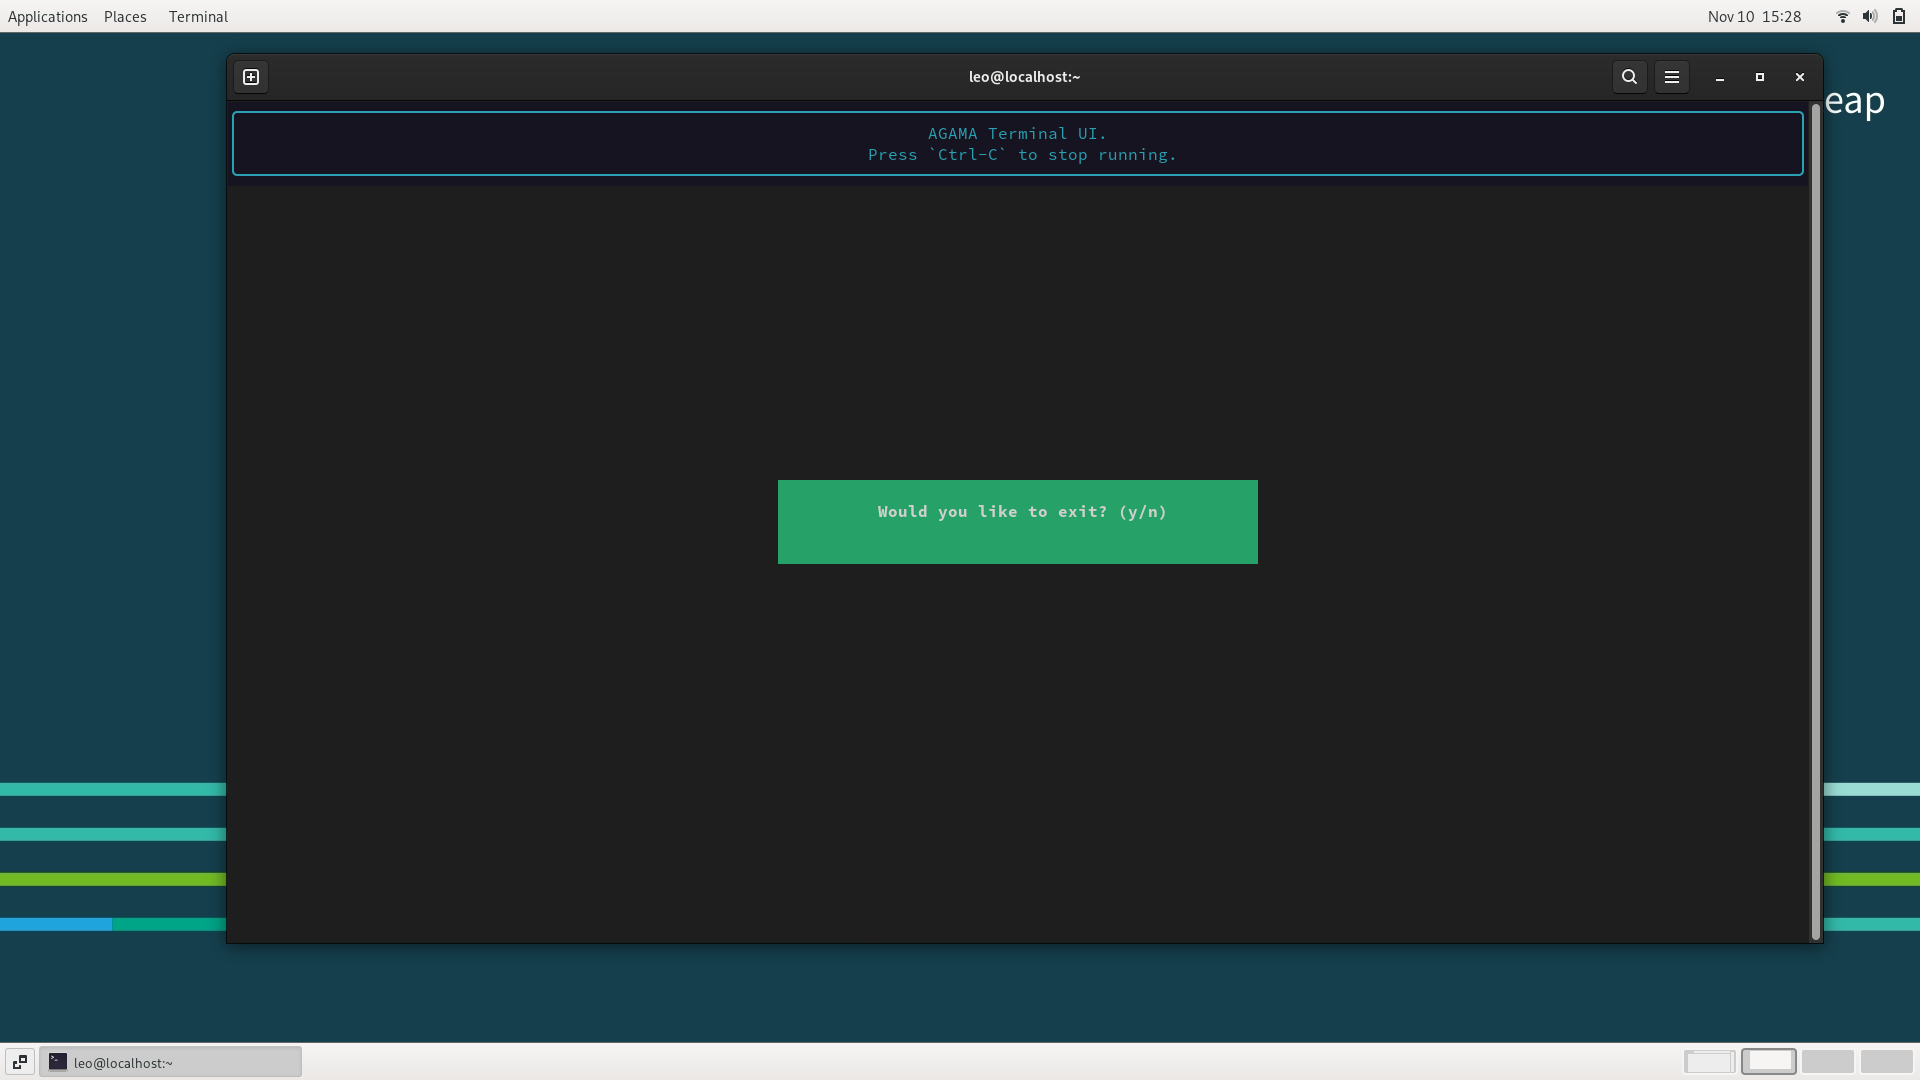 Applications Places Terminal Nov 10 15:28
leo@localhost:~
eap
AGAMA Terminal UI.
Press `Ctrl-C` to stop running.
Would you like to exit? (y/n)
leo@localhost:~